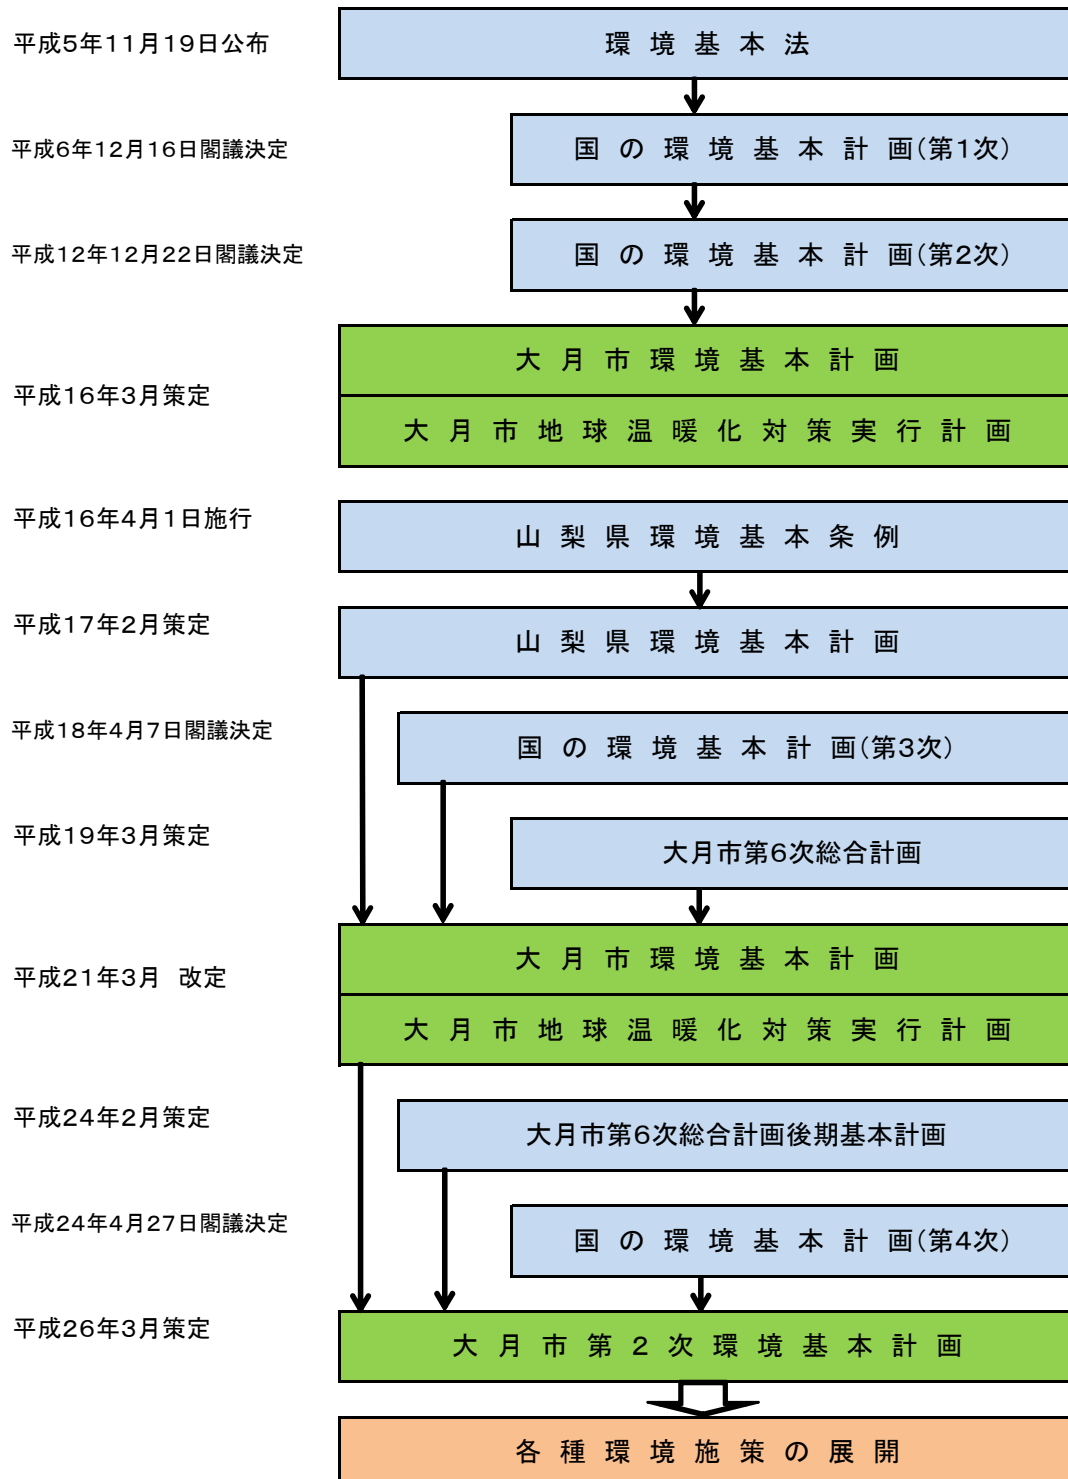 平成5年11月19日公布
環境基本法
平成6年12月16日閣議決定
国の環境基本計画(第1次)
平成12年12月22日閣議決定
国の環境基本計画(第2次)
大月市環境基本計画
平成16年3月策定
大月市地球温暖化対策実行計画
平成16年4月1日施行
山梨県環境基本条例
平成17年2月策定
山梨県環境基本計画
平成18年4月7日閣議決定
国の環境基本計画(第3次)
平成19年3月策定
大月市第6次総合計画
大月市環境基本計画
平成21年3月 改定
大月市地球温暖化対策実行計画
平成24年2月策定
大月市第6次総合計画後期基本計画
平成24年4月27日閣議決定
国の環境基本計画(第4次)
平成26年3月策定
大月市第2次環境基本計画
各種環境施策の展開